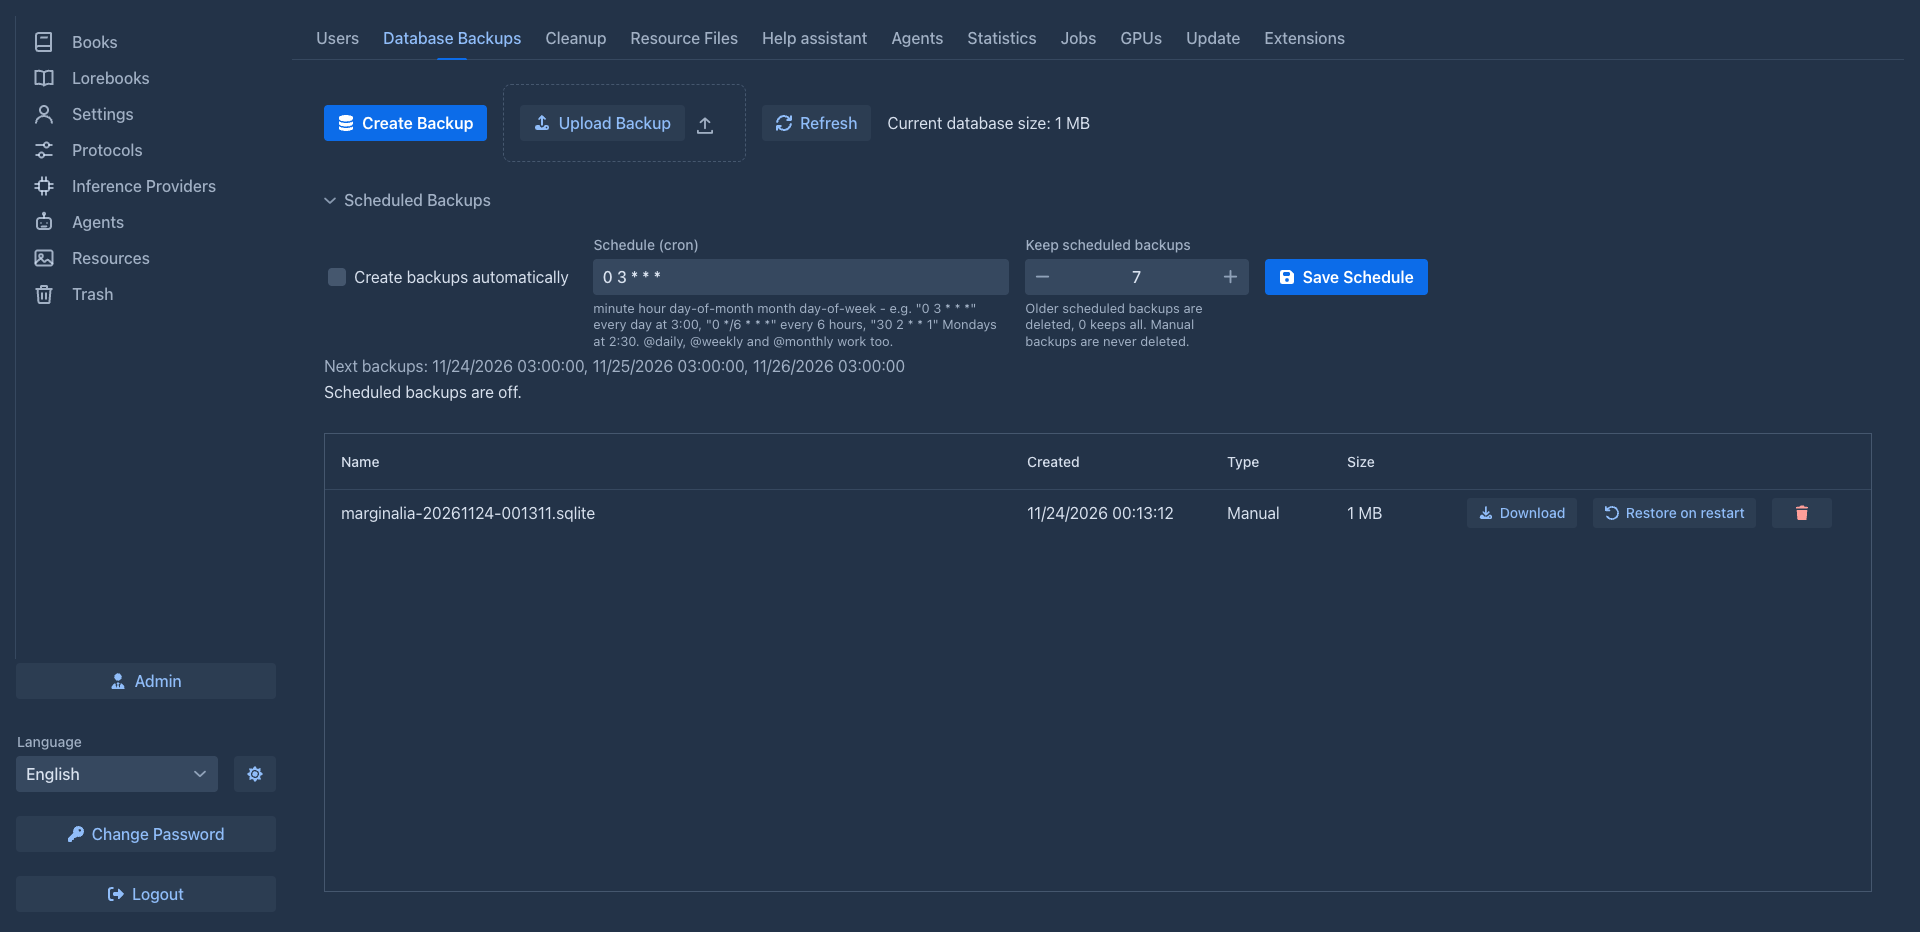 Books
Lorebooks
Settings
Protocols
Inference Providers
Agents
Resources
Trash
Admin
Language
English
Change Password
Logout
Users Database Backups Cleanup Resource Files Help assistant Agents Statistics Jobs GPUs Update Extensions
Create Backup Upload Backup Refresh Current database size: 1 MB
Scheduled Backups
Create backups automatically
Schedule (cron)
0 3 * * *
minute hour day-of-month month day-of-week - e.g. "0 3 * * *"
every day at 3:00, "0 */6 * * *" every 6 hours, "30 2 * * 1" Mondays
at 2:30. @daily, @weekly and @monthly work too.
Keep scheduled backups
7
Older scheduled backups are
deleted, 0 keeps all. Manual
backups are never deleted.
Save Schedule
Next backups: 11/24/2026 03:00:00, 11/25/2026 03:00:00, 11/26/2026 03:00:00
Scheduled backups are off.
Name Created Type Size
marginalia-20261124-001311.sqlite 11/24/2026 00:13:12 Manual 1 MB Download Restore on restart